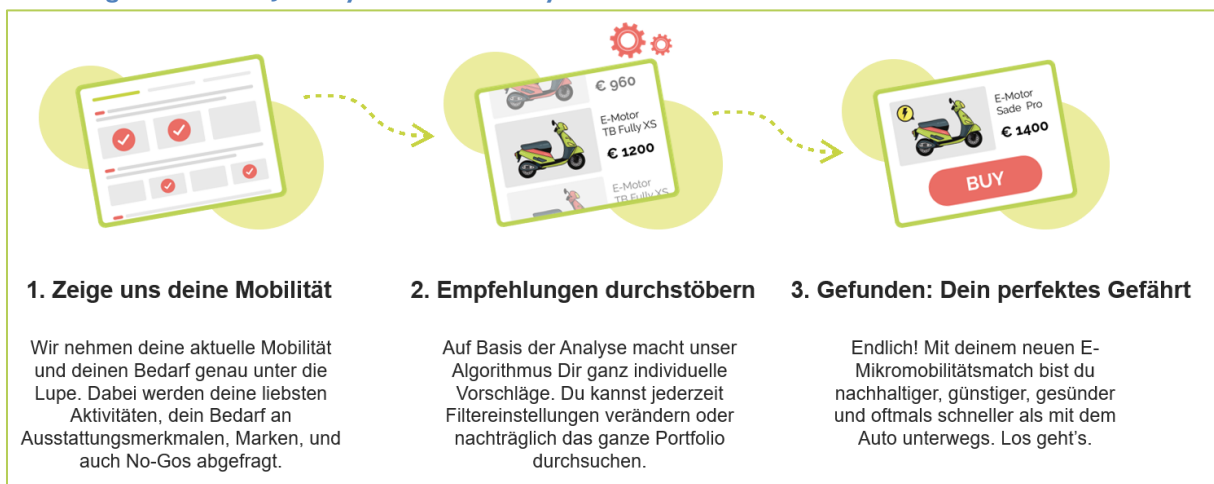 € 960
E-Motor
TB Fully XS
€ 1200
E-Motor
TB Fully XS
E-Motor
Sade Pro
€ 1400
BUY
1. Zeige uns deine Mobilität
Wir nehmen deine aktuelle Mobilität
und deinen Bedarf genau unter die
Lupe. Dabei werden deine liebsten
Aktivitäten, dein Bedarf an
Ausstattungsmerkmalen, Marken, und
auch No-Gos abgefragt.
2. Empfehlungen durchstöbern
Auf Basis der Analyse macht unser
Algorithmus Dir ganz individuelle
Vorschläge. Du kannst jederzeit
Filtereinstellungen verändern oder
nachträglich das ganze Portfolio
durchsuchen.
3. Gefunden: Dein perfektes Gefährt
Endlich! Mit deinem neuen E-
Mikromobilitätsmatch bist du
nachhaltiger, günstiger, gesünder
und oftmals schneller als mit dem
Auto unterwegs. Los geht’s.